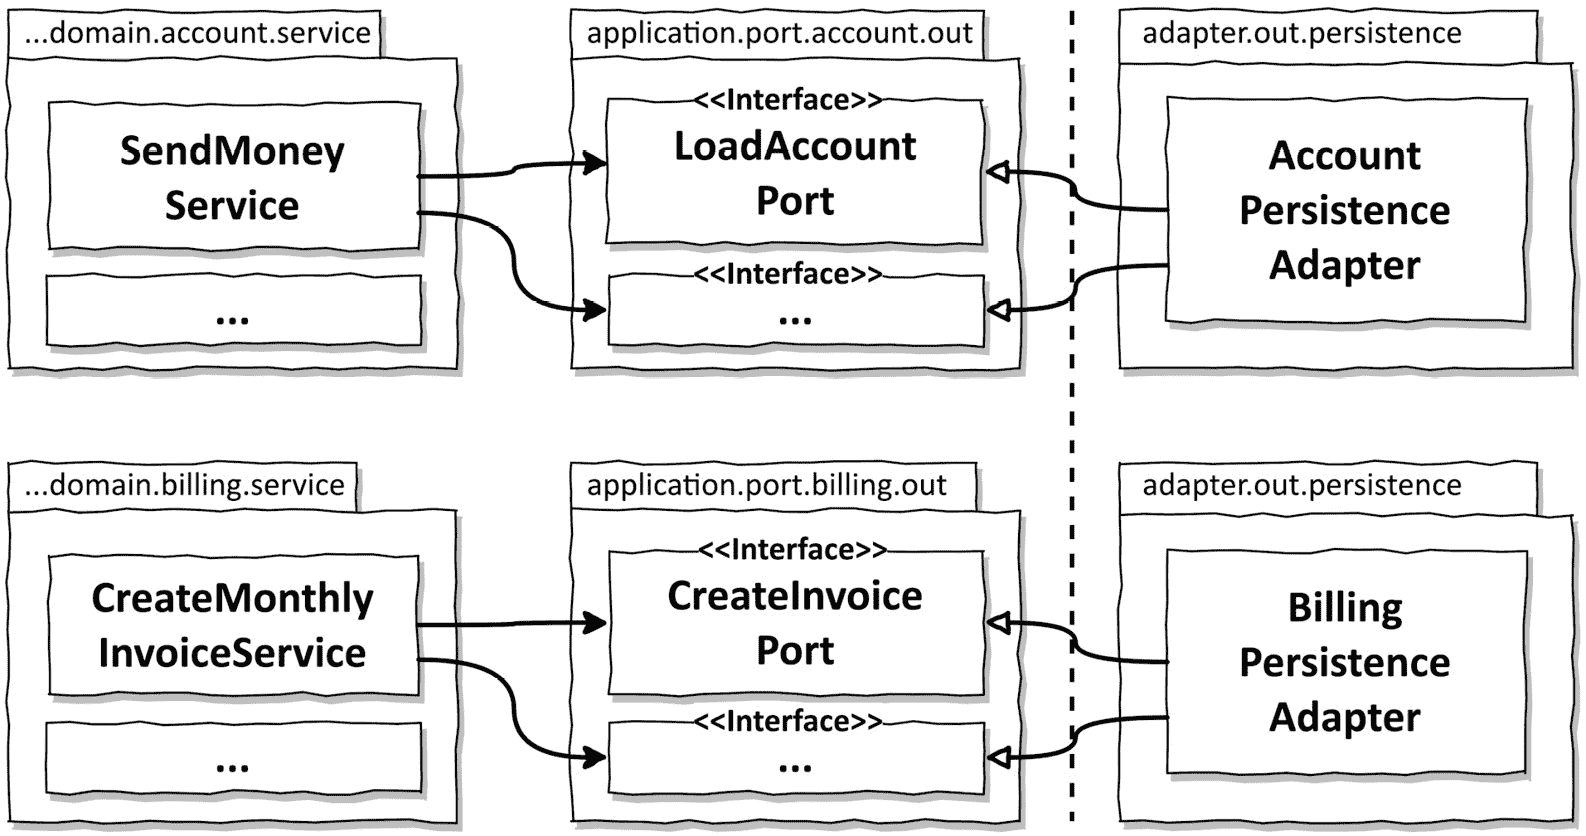 ...domain.account.service
application.port.account.out
adapter.out.persistence
SendMoney
Service
...
<<Interface>>
LoadAccount
Port
<<Interface>>
...
Account
Persistence
Adapter
...domain.billing.service
application.port.billing.out
adapter.out.persistence
CreateMonthly
InvoiceService
...
<<Interface>>
CreateInvoice
Port
<<Interface>>
...
Billing
Persistence
Adapter